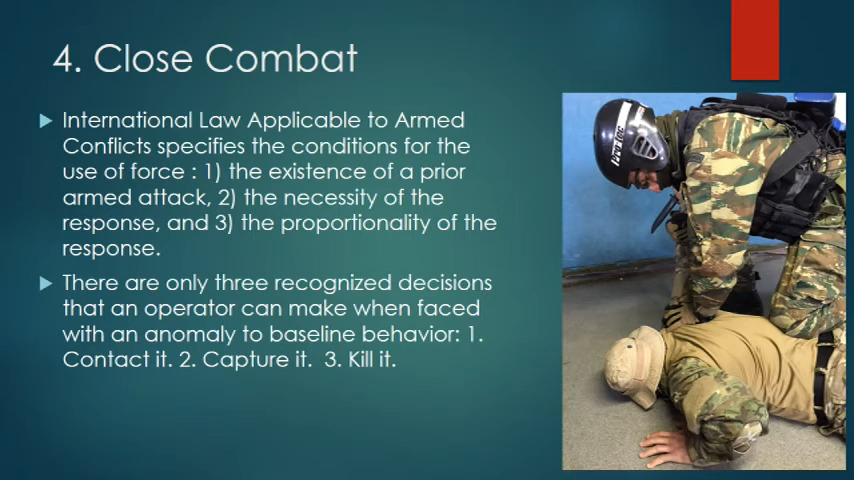 4. Close Combat
International Law Applicable to Armed
Conflicts specifies the conditions for the
use of force : 1) the existence of a prior
armed attack, 2) the necessity of the
response, and 3) the proportionality of the
response.
There are only three recognized decisions
that an operator can make when faced
with an anomaly to baseline behavior: 1.
Contact it. 2. Capture it.  3. Kill it.